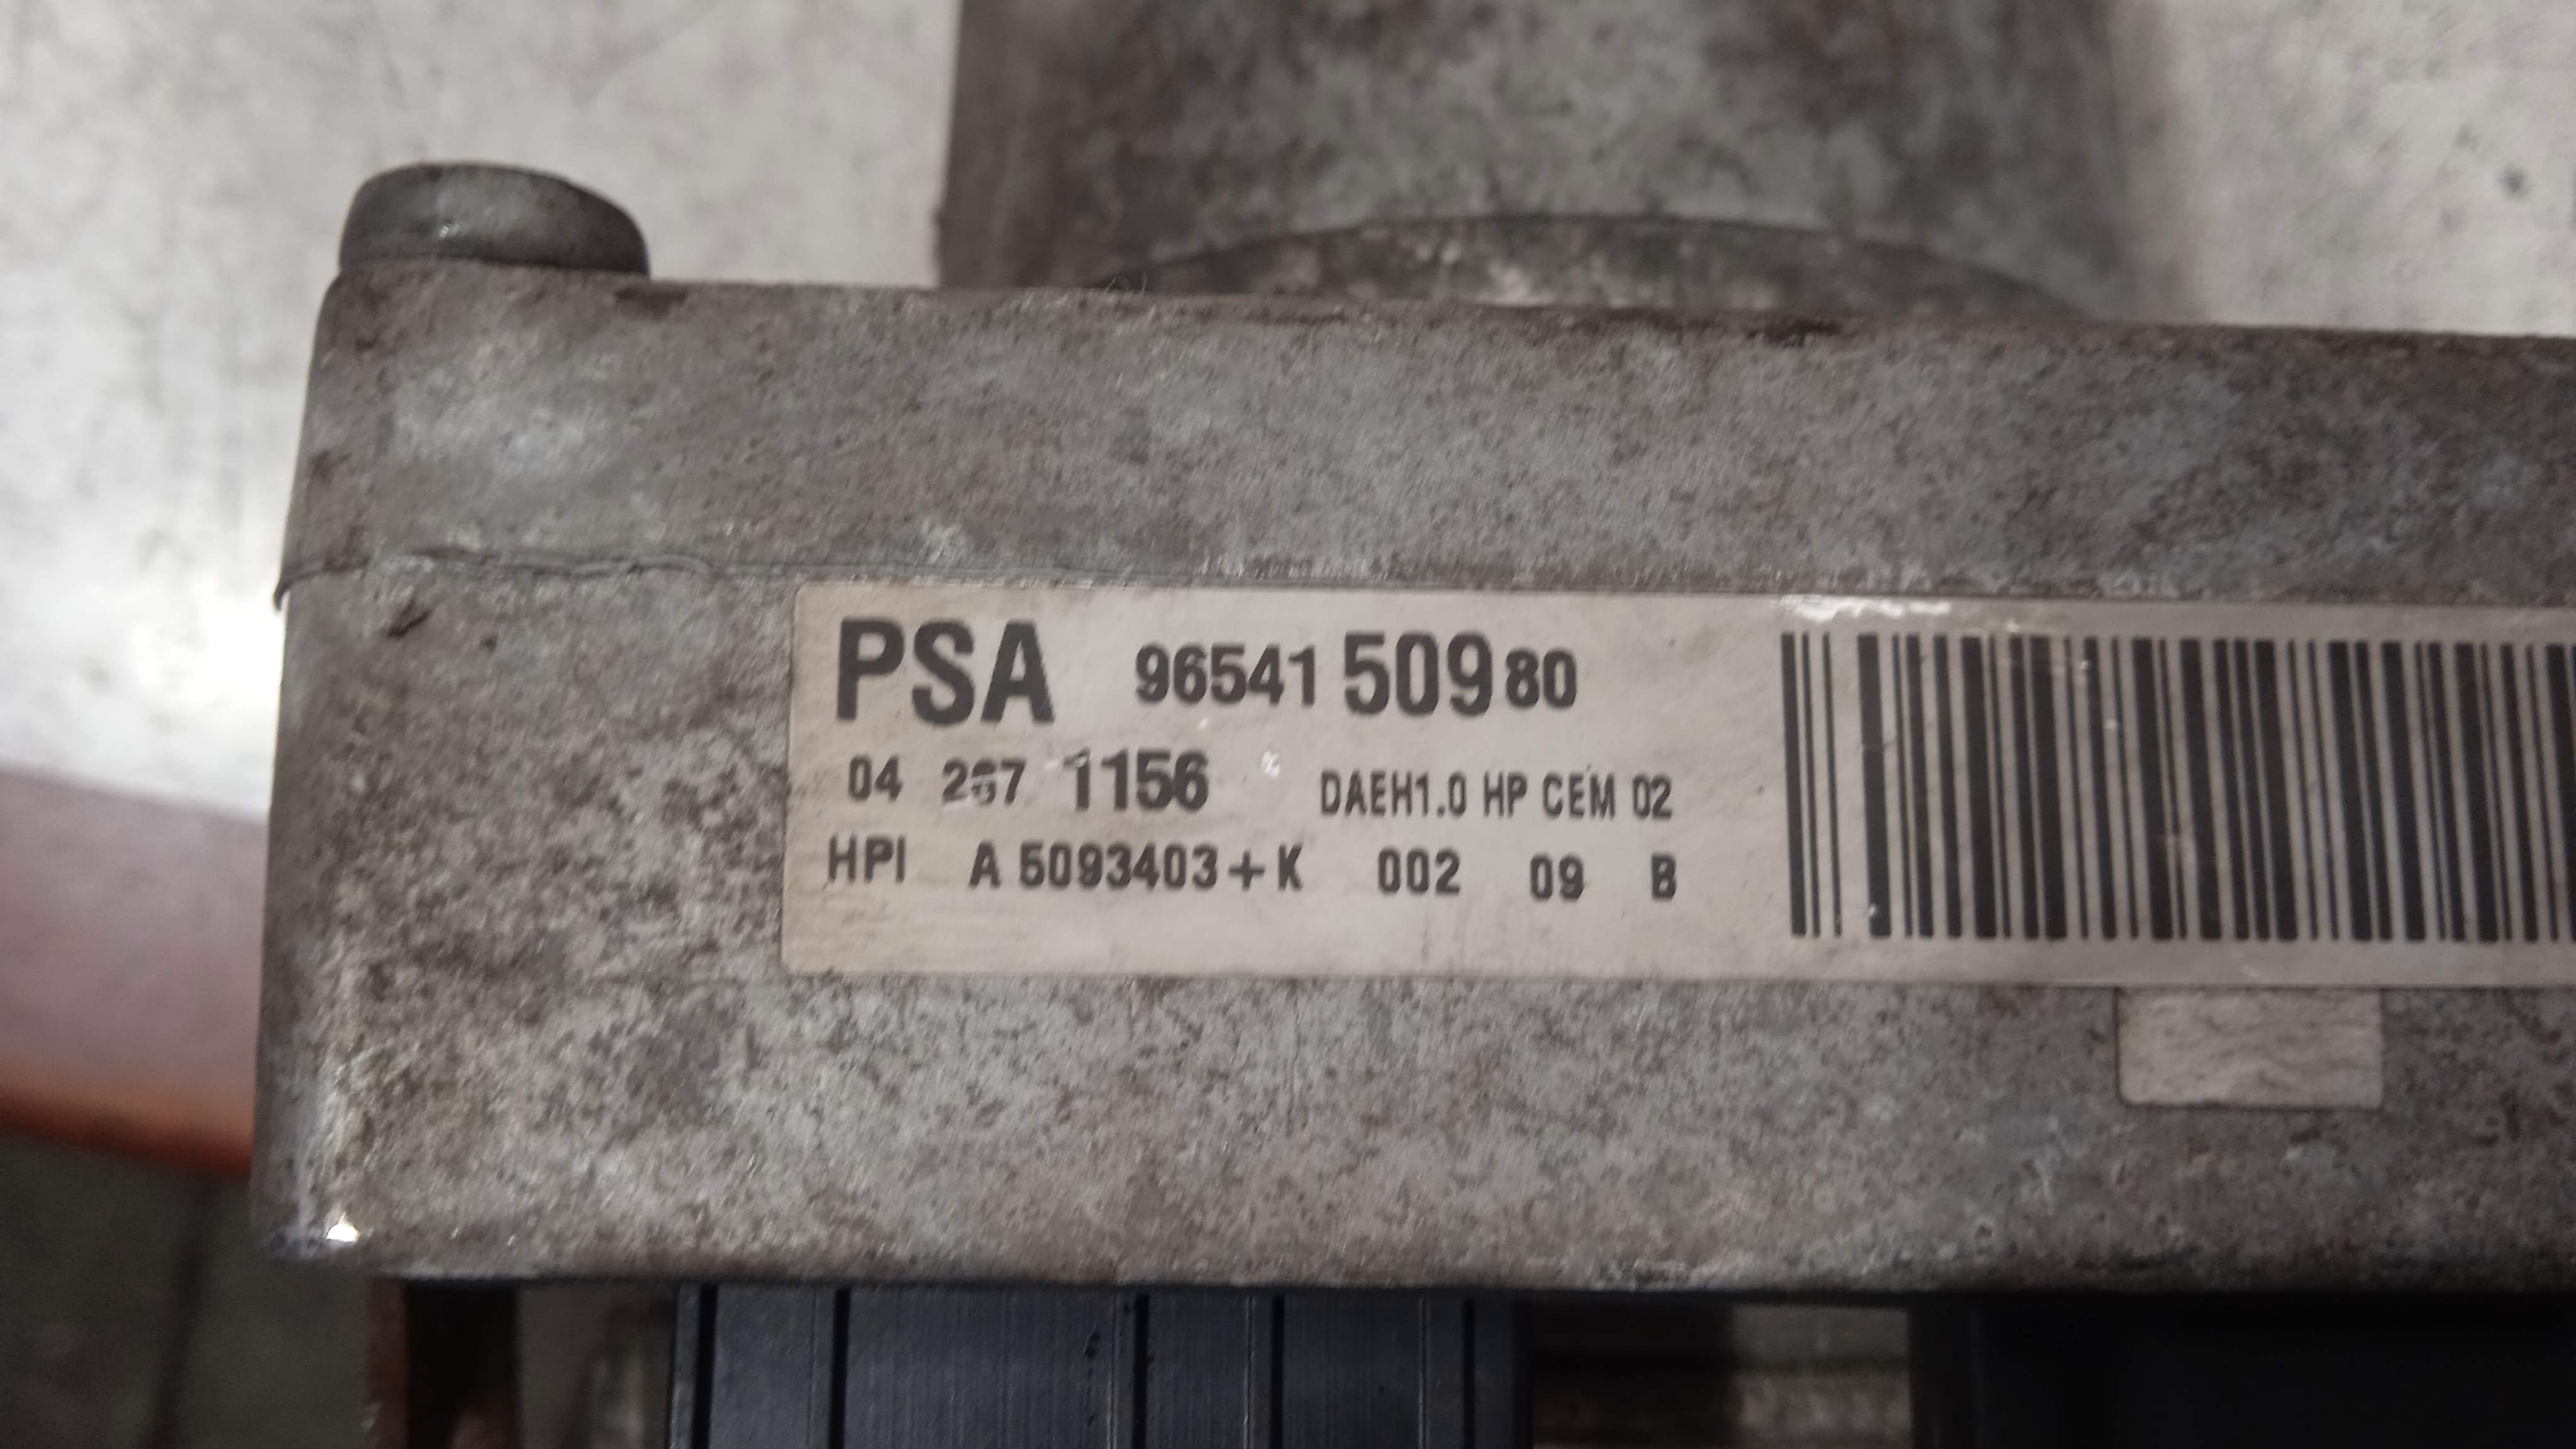 PSA 96541 509 80
04 267 1156 DAEH1.0 HP CEM 02
HPI A 5093403+K 002 09 B